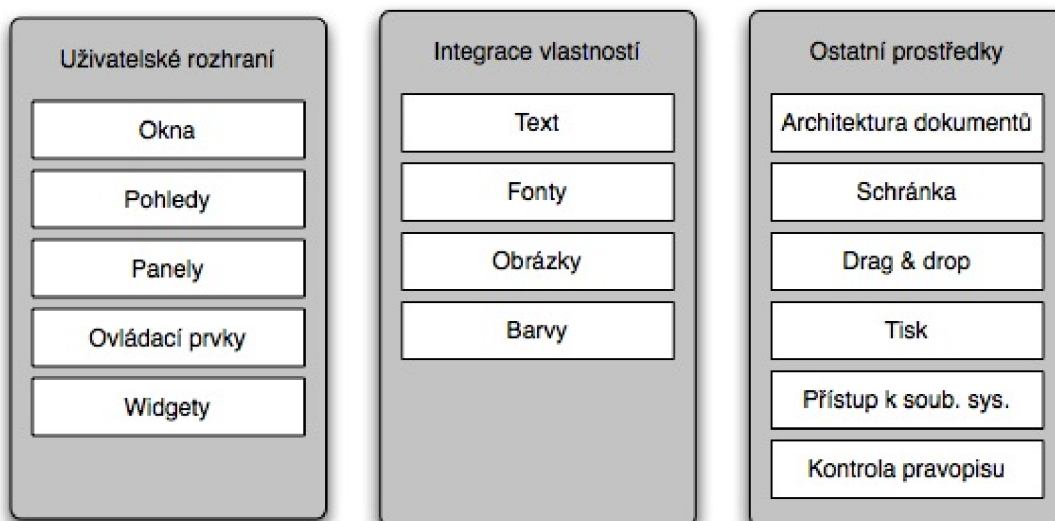 Uživatelské rozhraní
Okna
Pohledy
Panely
Ovládací prvky
Widgety
Integrace vlastností
Text
Fonty
Obrázky
Barvy
Ostatní prostředky
Architektura dokumentů
Schránka
Drag & drop
Tisk
Přístup k soub. sys.
Kontrola pravopisu